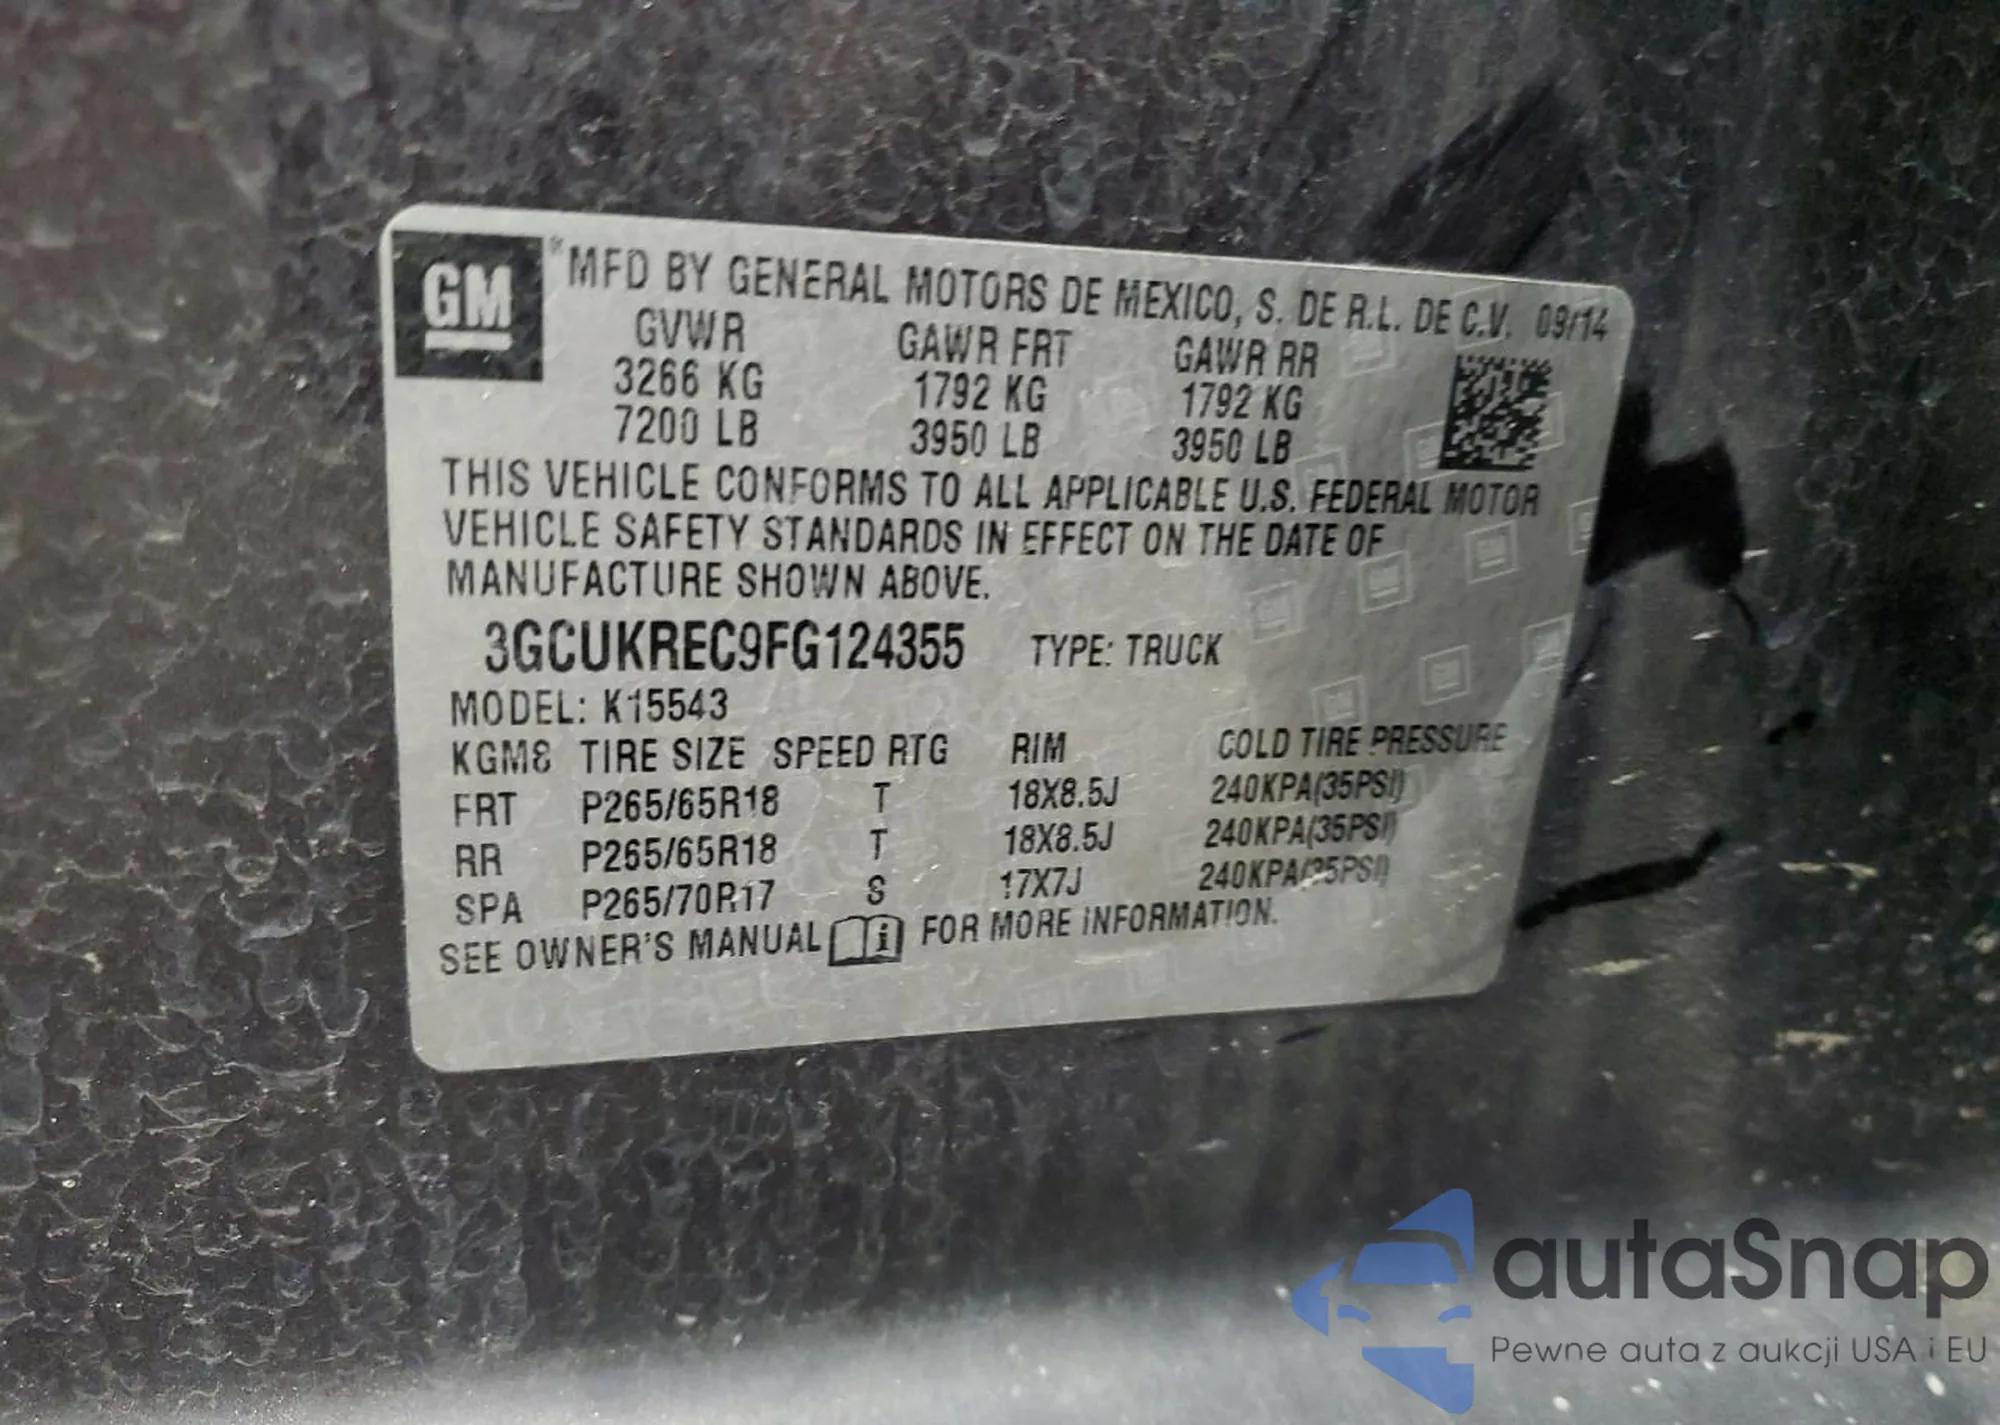 GM
®MFD BY GENERAL MOTORS DE MEXICO, S. DE R.L. DE C.V. 09/14
GVWR GAWR FRT GAWR RR
3266 KG 1792 KG 1792 KG
7200 LB 3950 LB 3950 LB
THIS VEHICLE CONFORMS TO ALL APPLICABLE U.S. FEDERAL MOTOR
VEHICLE SAFETY STANDARDS IN EFFECT ON THE DATE OF
MANUFACTURE SHOWN ABOVE.
3GCUKREC9FG124355 TYPE: TRUCK
MODEL: K15543
KGM8 TIRE SIZE SPEED RTG RIM COLD TIRE PRESSURE
FRT P265/65R18 T 18X8.5J 240KPA(35PSI)
RR P265/65R18 T 18X8.5J 240KPA(35PSI)
SPA P265/70R17 S 17X7J 240KPA(35PSI)
SEE OWNER'S MANUAL i FOR MORE INFORMATION.
autaSnap
Pewne auta z aukcji USA i EU